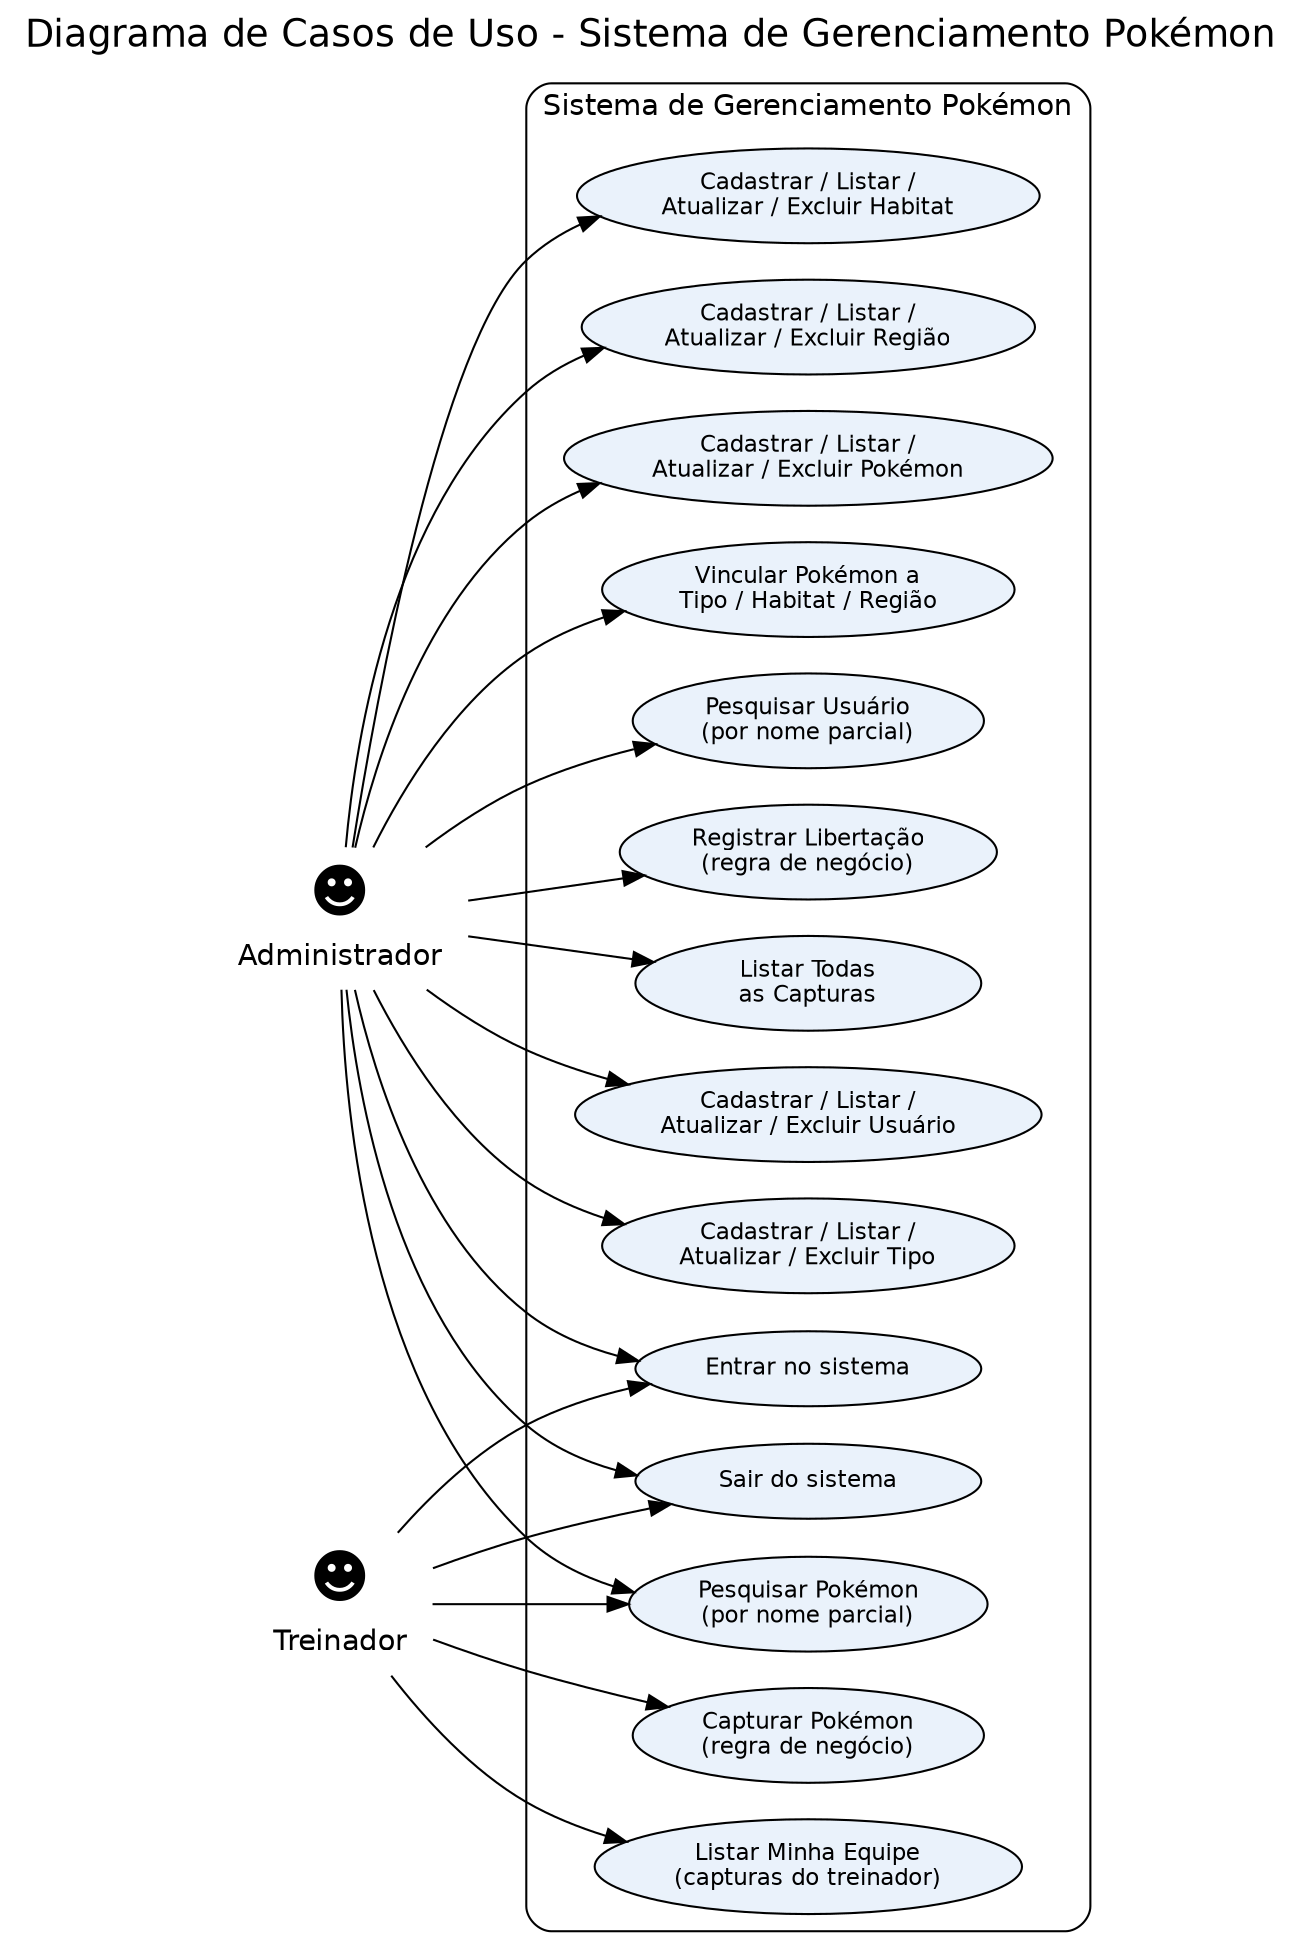 Diagrama de Casos de Uso - Sistema de Gerenciamento Pokémon
Sistema de Gerenciamento Pokémon
Cadastrar / Listar /
Atualizar / Excluir Habitat
Cadastrar / Listar /
Atualizar / Excluir Região
Cadastrar / Listar /
Atualizar / Excluir Pokémon
Vincular Pokémon a
Tipo / Habitat / Região
Pesquisar Usuário
(por nome parcial)
Registrar Libertação
(regra de negócio)
Administrador
Listar Todas
as Capturas
Cadastrar / Listar /
Atualizar / Excluir Usuário
Cadastrar / Listar /
Atualizar / Excluir Tipo
Entrar no sistema
Sair do sistema
Pesquisar Pokémon
(por nome parcial)
Treinador
Capturar Pokémon
(regra de negócio)
Listar Minha Equipe
(capturas do treinador)